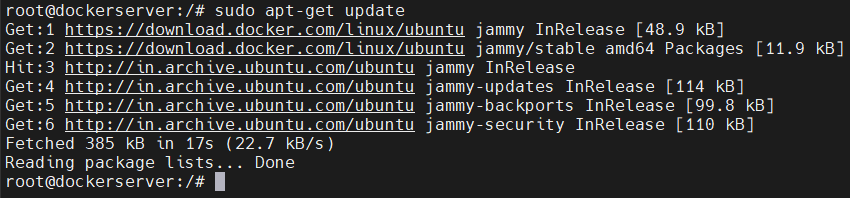 root@dockerserver:/# sudo apt-get update
Get:1 https://download.docker.com/linux/ubuntu jammy InRelease [48.9 kB]
Get:2 https://download.docker.com/linux/ubuntu jammy/stable amd64 Packages [11.9 kB]
Hit:3 http://in.archive.ubuntu.com/ubuntu jammy InRelease
Get:4 http://in.archive.ubuntu.com/ubuntu jammy-updates InRelease [114 kB]
Get:5 http://in.archive.ubuntu.com/ubuntu jammy-backports InRelease [99.8 kB]
Get:6 http://in.archive.ubuntu.com/ubuntu jammy-security InRelease [110 kB]
Fetched 385 kB in 17s (22.7 kB/s)
Reading package lists... Done
root@dockerserver:/#